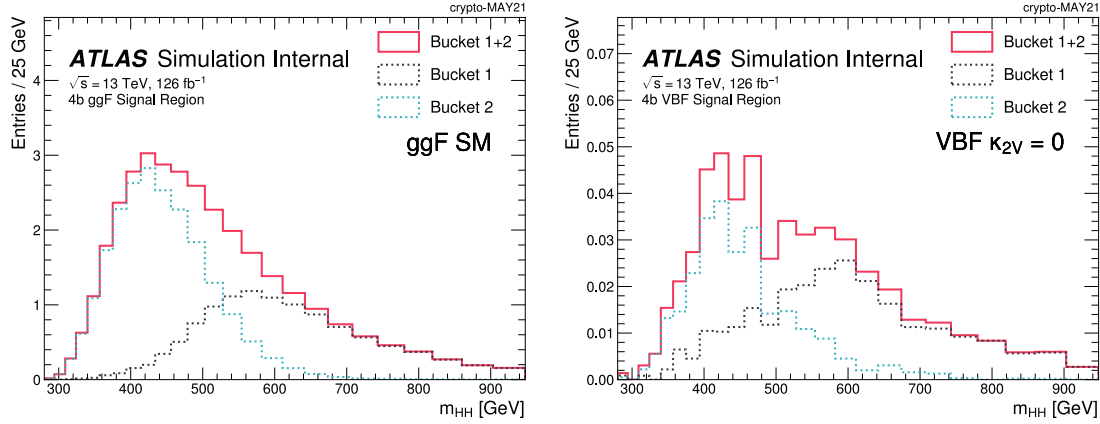 crypto-MAY21
Entries / 25 GeV
ATLAS Simulation Internal
√s = 13 TeV, 126 fb⁻¹
4b ggF Signal Region
Bucket 1+2
Bucket 1
Bucket 2
ggF SM
4
3
2
1
0
300 400 500 600 700 800 900
m_HH [GeV]
crypto-MAY21
Entries / 25 GeV
ATLAS Simulation Internal
√s = 13 TeV, 126 fb⁻¹
4b VBF Signal Region
Bucket 1+2
Bucket 1
Bucket 2
VBF κ_2V = 0
0.07
0.06
0.05
0.04
0.03
0.02
0.01
0.00
300 400 500 600 700 800 900
m_HH [GeV]